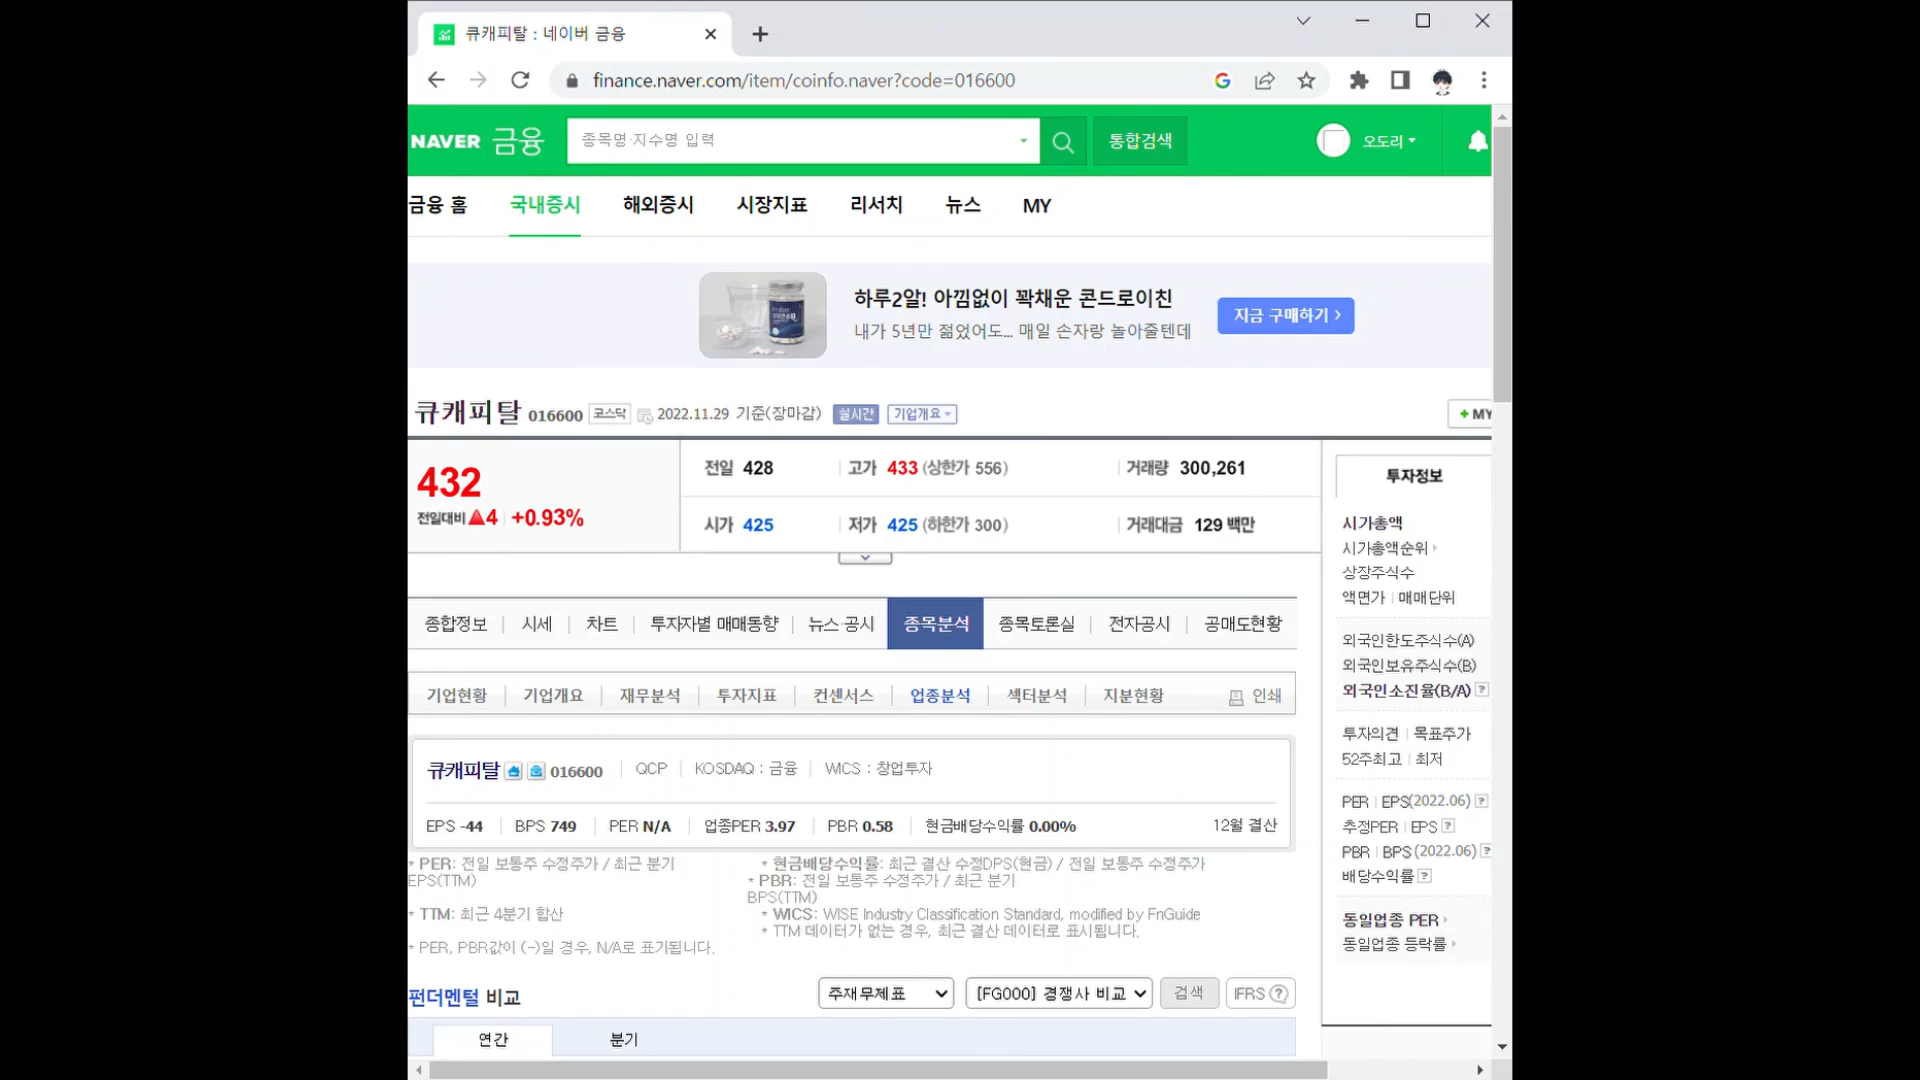 큐캐피탈 : 네이버 금융
finance.naver.com/item/coinfo.naver?code=016600
NAVER 금융 종목명·지수명 입력 통합검색 오도리
금융 홈 국내증시 해외증시 시장지표 리서치 뉴스 MY
하루2알! 아낌없이 꽉채운 콘드로이친
내가 5년만 젊었어도... 매일 손자랑 놀아줄텐데
지금 구매하기 >
큐캐피탈 016600 코스닥 2022.11.29 기준(장마감) 실시간 기업개요 + MY
432
전일대비 ▲4 +0.93%
전일 428 고가 433 (상한가 556) 거래량 300,261
시가 425 저가 425 (하한가 300) 거래대금 129 백만
종합정보 시세 차트 투자자별 매매동향 뉴스·공시 종목분석 종목토론실 전자공시 공매도현황
기업현황 기업개요 재무분석 투자지표 컨센서스 업종분석 섹터분석 지분현황 인쇄
큐캐피탈 016600 QCP KOSDAQ : 금융 WICS : 창업투자
EPS -44 BPS 749 PER N/A 업종PER 3.97 PBR 0.58 현금배당수익률 0.00% 12월 결산
* PER: 전일 보통주 수정주가 / 최근 분기
EPS(TTM)
* TTM: 최근 4분기 합산
* PER, PBR값이 (-)일 경우, N/A로 표기됩니다.
* 현금배당수익률: 최근 결산 수정DPS(현금) / 전일 보통주 수정주가
* PBR: 전일 보통주 수정주가 / 최근 분기
BPS(TTM)
* WICS: WISE Industry Classification Standard, modified by FnGuide
* TTM 데이터가 없는 경우, 최근 결산 데이터로 표시됩니다.
펀더멘털 비교 주재무제표 [FG000] 경쟁사 비교 검색 IFRS ?
연간 분기
투자정보
시가총액
시가총액순위
상장주식수
액면가 매매단위
외국인한도주식수(A)
외국인보유주식수(B)
외국인소진율(B/A) ?
투자의견 목표주가
52주최고 최저
PER EPS(2022.06) ?
추정PER EPS ?
PBR BPS (2022.06) ?
배당수익률 ?
동일업종 PER
동일업종 등락률